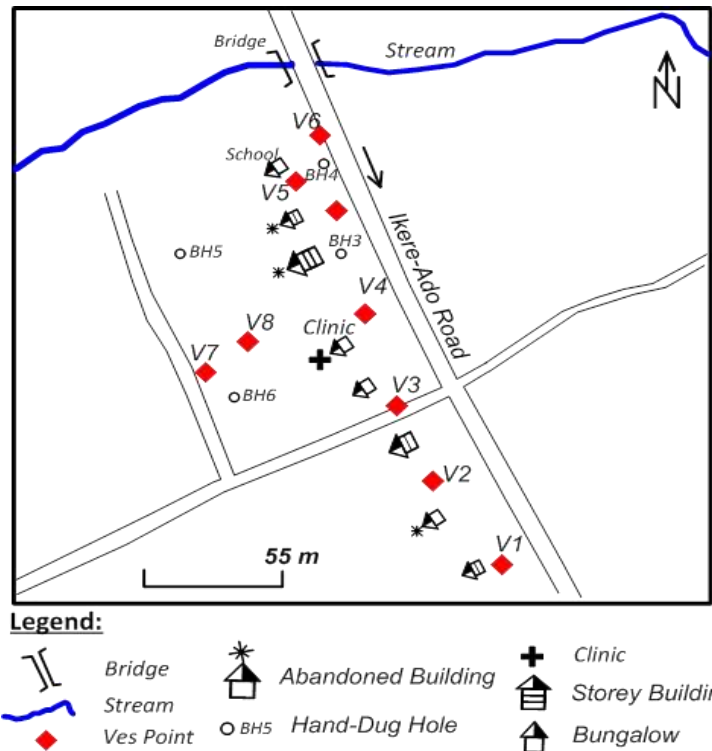 Bridge
Stream
N
V6
School
BH4
V5
Ikere-Ado Road
BH3
BH5
V4
Clinic
V8
V7
V3
BH6
V2
V1
55 m
Legend:
Bridge
Abandoned Building
Clinic
Stream
Storey Buildin
Ves Point
BH5
Hand-Dug Hole
Bungalow